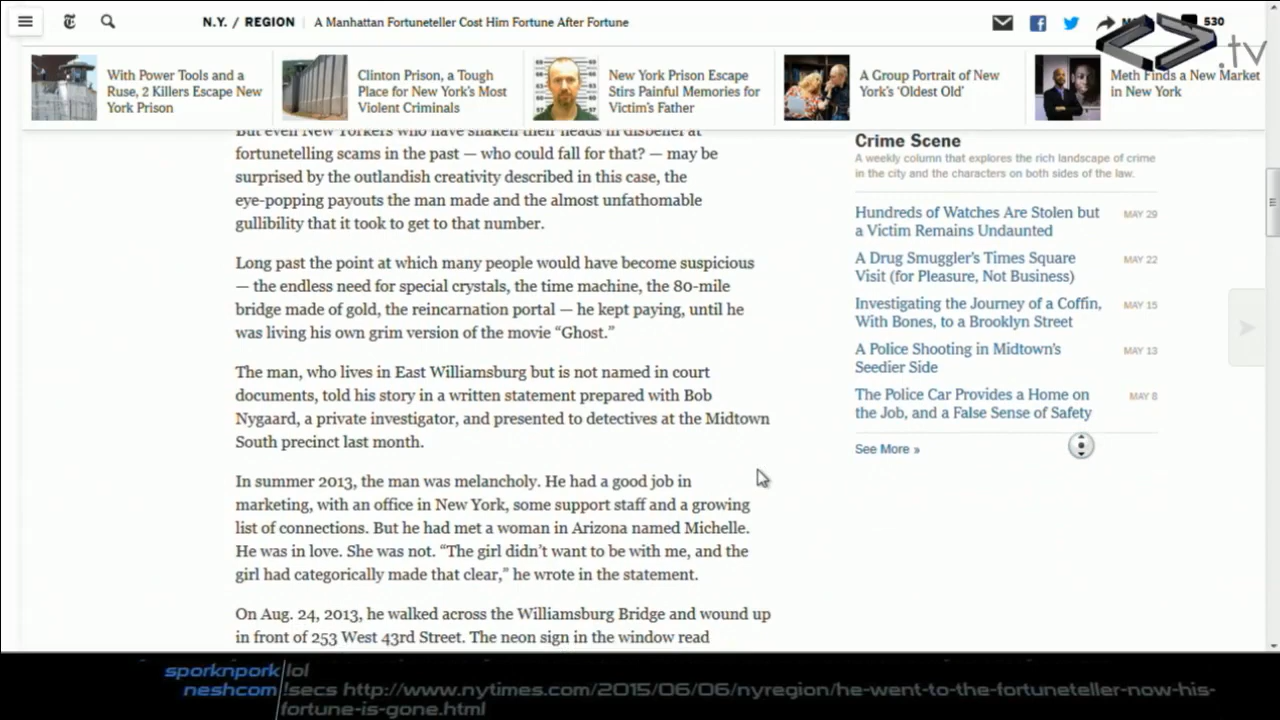 N.Y. / REGION
A Manhattan Fortuneteller Cost Him Fortune After Fortune
530
.tv
With Power Tools and a
Ruse, 2 Killers Escape New
York Prison
Clinton Prison, a Tough
Place for New York's Most
Violent Criminals
New York Prison Escape
Stirs Painful Memories for
Victim's Father
A Group Portrait of New
York's 'Oldest Old'
Meth Finds a New Market
in New York
But even New Yorkers who have shaken their heads in disbelief at
fortunetelling scams in the past — who could fall for that? — may be
surprised by the outlandish creativity described in this case, the
eye-popping payouts the man made and the almost unfathomable
gullibility that it took to get to that number.
Long past the point at which many people would have become suspicious
— the endless need for special crystals, the time machine, the 80-mile
bridge made of gold, the reincarnation portal — he kept paying, until he
was living his own grim version of the movie “Ghost.”
The man, who lives in East Williamsburg but is not named in court
documents, told his story in a written statement prepared with Bob
Nygaard, a private investigator, and presented to detectives at the Midtown
South precinct last month.
In summer 2013, the man was melancholy. He had a good job in
marketing, with an office in New York, some support staff and a growing
list of connections. But he had met a woman in Arizona named Michelle.
He was in love. She was not. “The girl didn't want to be with me, and the
girl had categorically made that clear,” he wrote in the statement.
On Aug. 24, 2013, he walked across the Williamsburg Bridge and wound up
in front of 253 West 43rd Street. The neon sign in the window read
Crime Scene
A weekly column that explores the rich landscape of crime
in the city and the characters on both sides of the law.
Hundreds of Watches Are Stolen but
a Victim Remains Undaunted
MAY 29
A Drug Smuggler's Times Square
Visit (for Pleasure, Not Business)
MAY 22
Investigating the Journey of a Coffin,
With Bones, to a Brooklyn Street
MAY 15
A Police Shooting in Midtown's
Seedier Side
MAY 13
The Police Car Provides a Home on
the Job, and a False Sense of Safety
MAY 8
See More »
sporknpork lol
neshcom !secs http://www.nytimes.com/2015/06/06/nyregion/he-went-to-the-fortuneteller-now-his-
fortune-is-gone.html